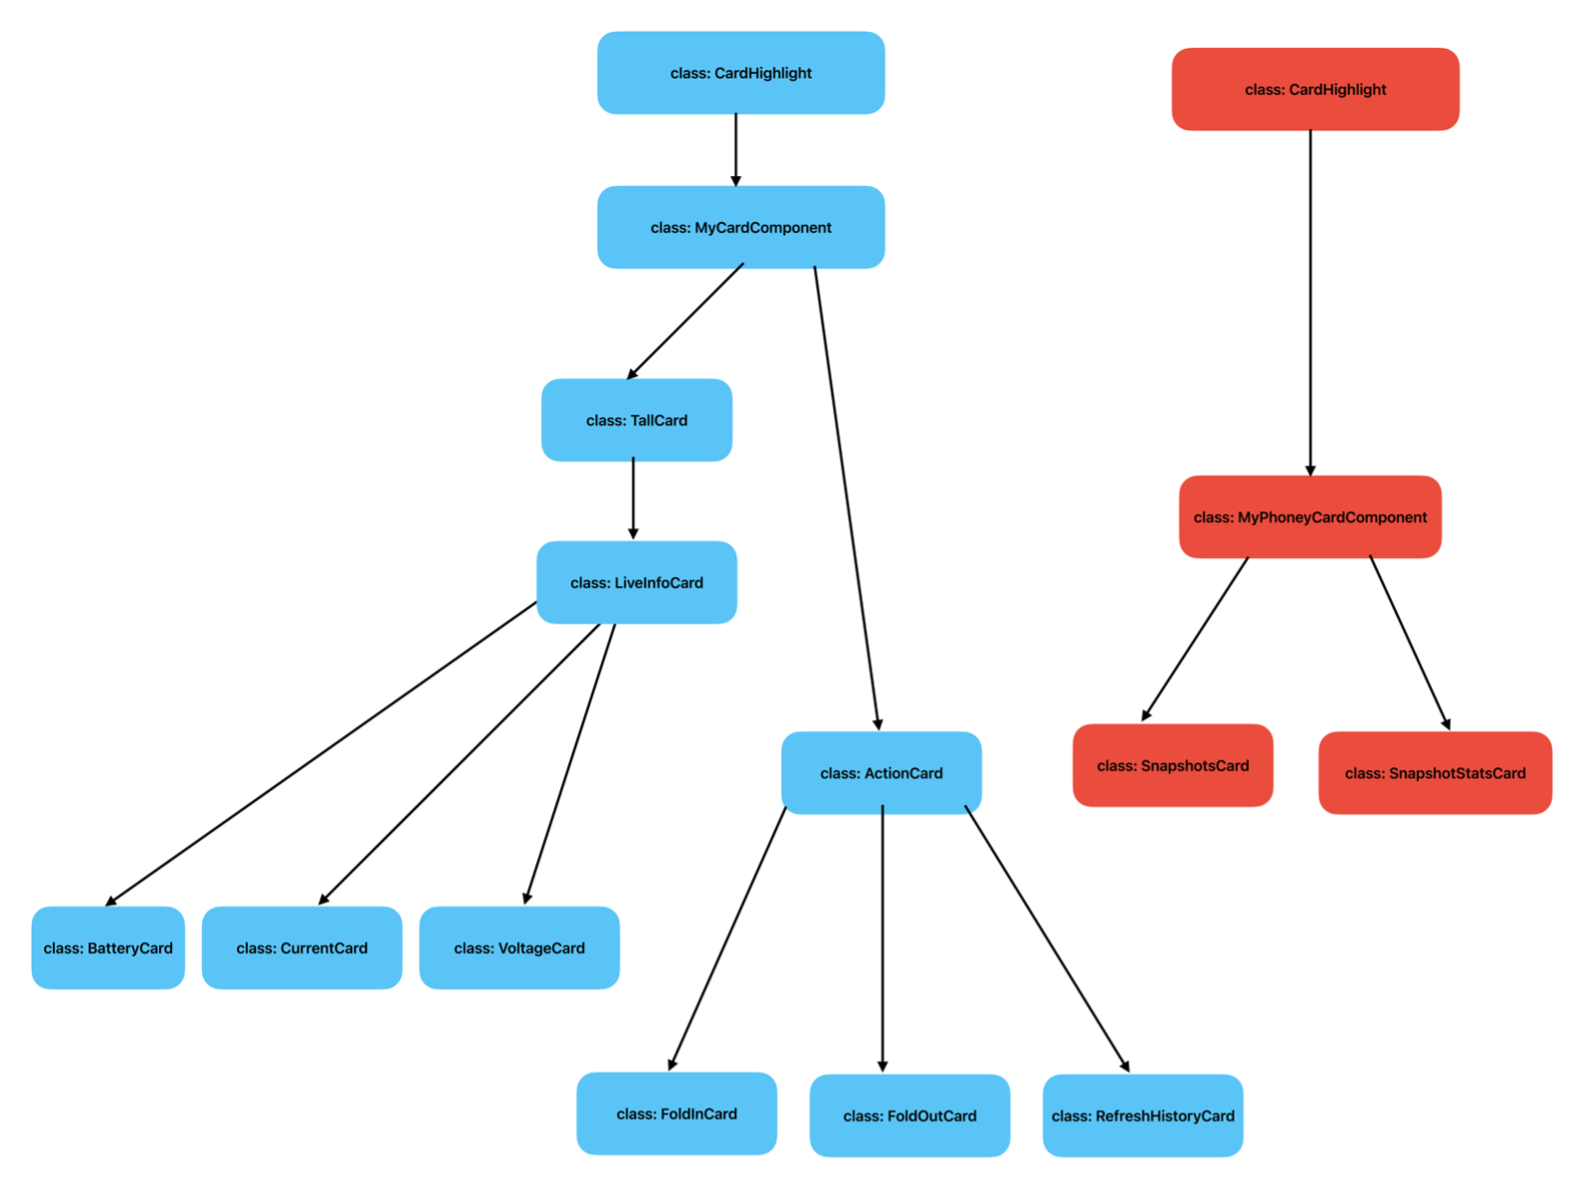 class: CardHighlight
class: CardHighlight
class: MyCardComponent
class: TallCard
class: MyPhoneyCardComponent
class: LiveInfoCard
class: SnapshotsCard
class: ActionCard
class: SnapshotStatsCard
class: BatteryCard
class: CurrentCard
class: VoltageCard
class: FoldInCard
class: FoldOutCard
class: RefreshHistoryCard